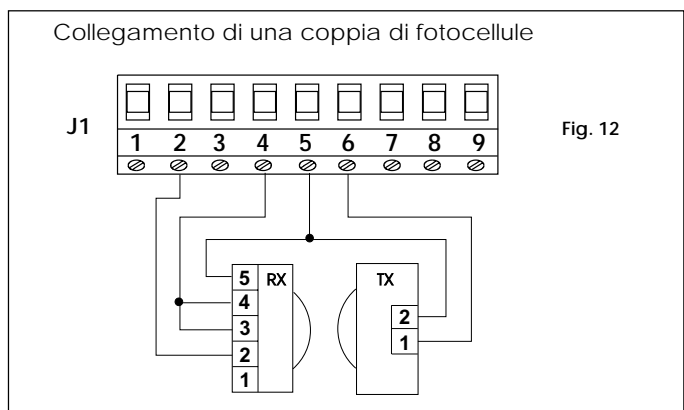 Collegamento di una coppia di fotocellule
J1
1 2 3 4 5 6 7 8 9
Fig. 12
5 RX
4
3
2
1
TX
2
1